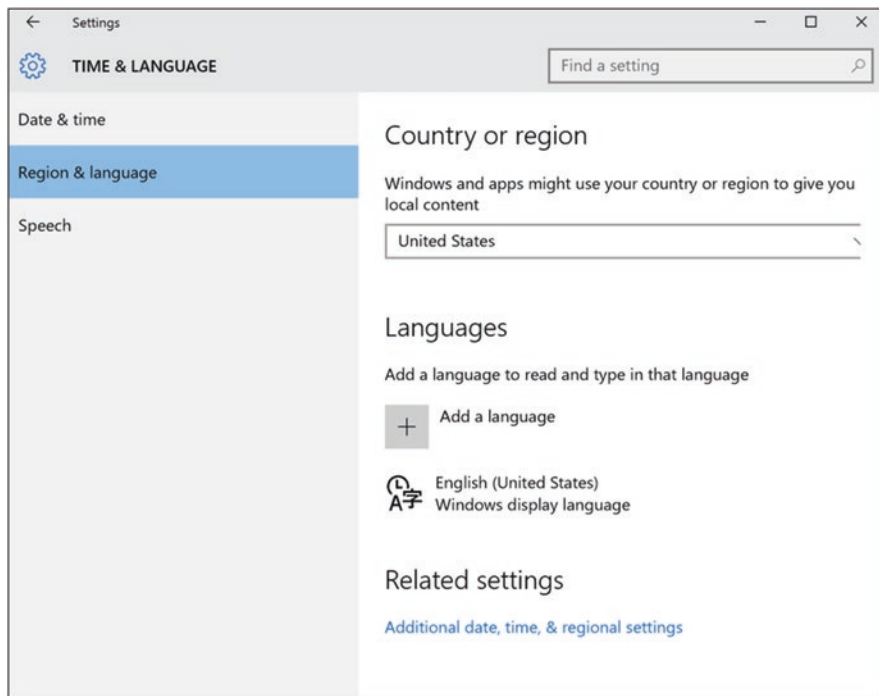 Settings
TIME & LANGUAGE
Find a setting
Date & time
Region & language
Speech
Country or region
Windows and apps might use your country or region to give you
local content
United States
Languages
Add a language to read and type in that language
Add a language
English (United States)
Windows display language
Related settings
Additional date, time, & regional settings